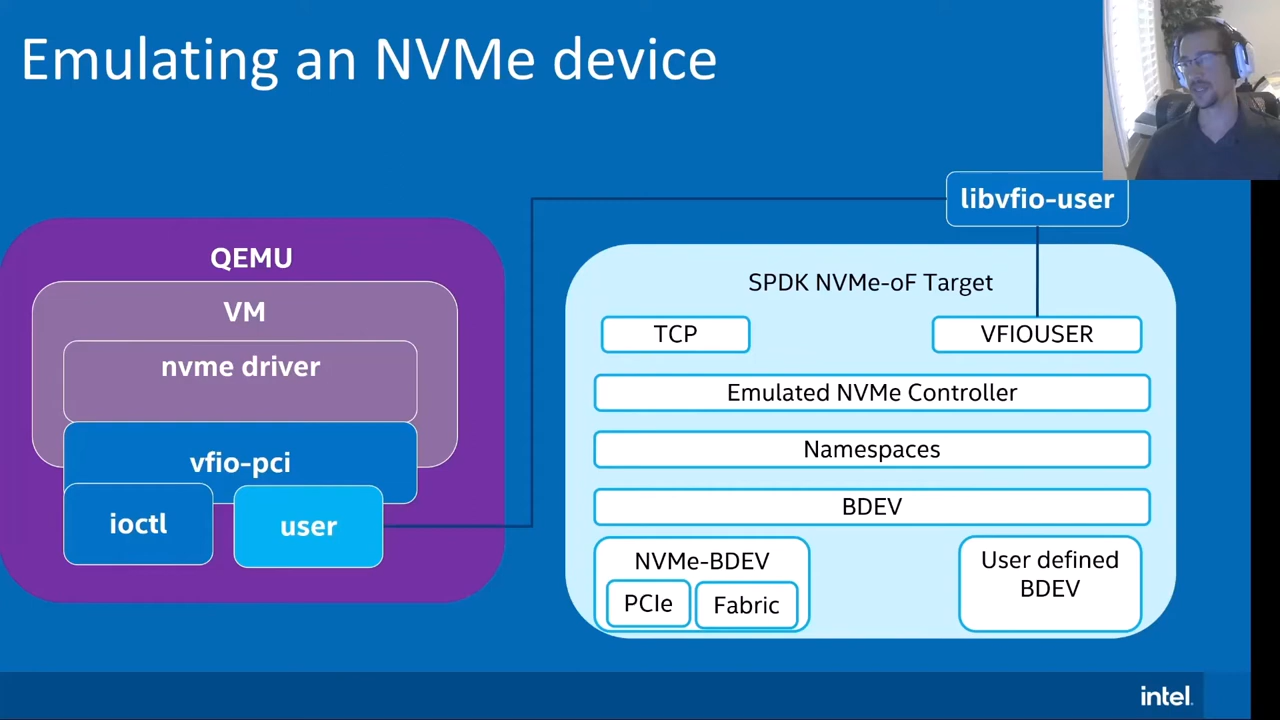 Emulating an NVMe device
libvfio-user
QEMU
VM
nvme driver
vfio-pci
ioctl
user
SPDK NVMe-oF Target
TCP
VFIOUSER
Emulated NVMe Controller
Namespaces
BDEV
NVMe-BDEV
PCIe
Fabric
User defined
BDEV
intel.